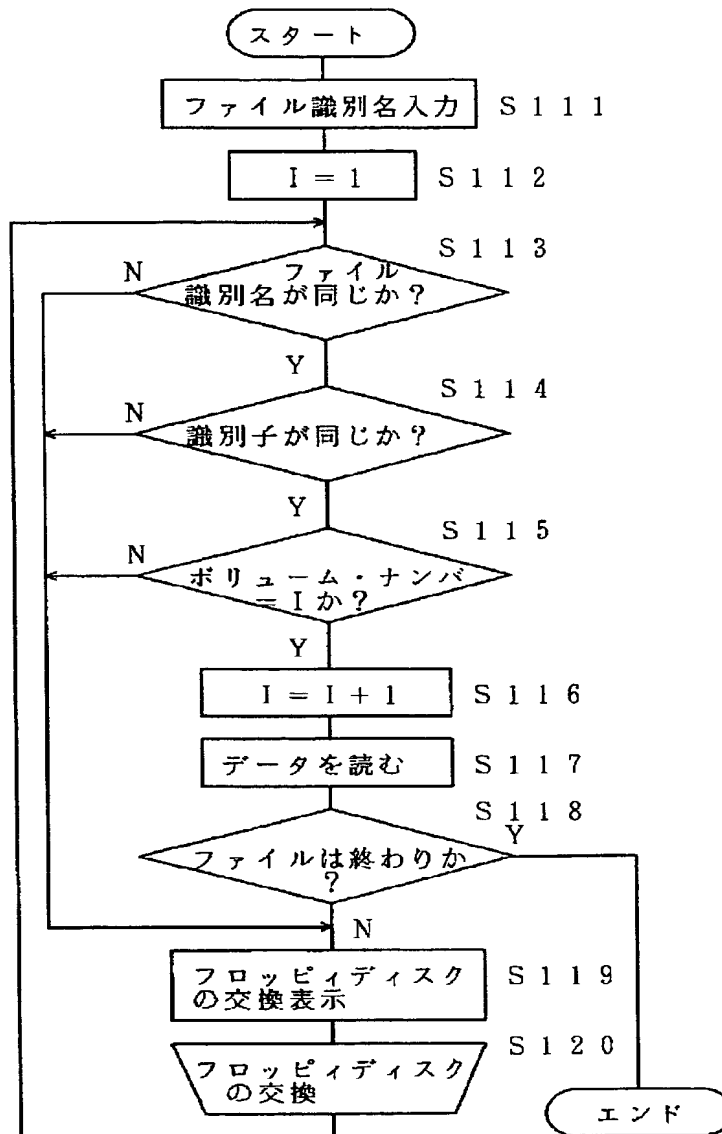 スタート
ファイル識別名入力 S111
I=1 S112
S113
N
ファイル
識別名が同じか?
Y
S114
N
識別子が同じか?
Y
S115
N
ボリューム・ナンバ
=Iか?
Y
I=I+1 S116
データを読む S117
S118
Y
ファイルは終わりか
?
N
フロッピィディスク
の交換表示
S119
S120
フロッピィディスク
の交換
エンド